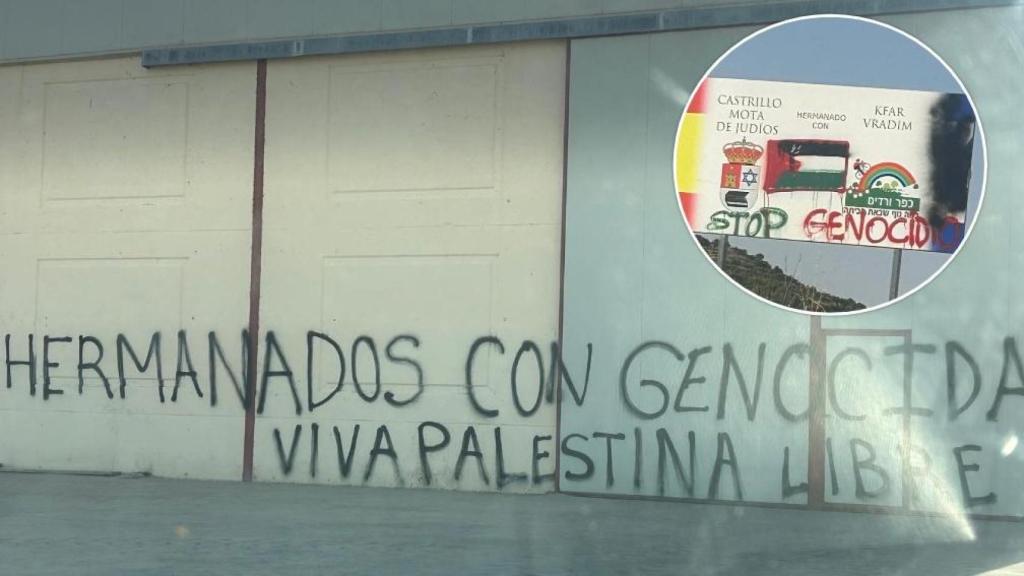 CASTRILLO
MOTA
DE JUDÍOS
HERMANADO
CON
KFAR
VRADIM
כפר ורדים
STOP GENOCIDIO
HERMANADOS CON GENOCIDA
VIVA PALESTINA LIBRE